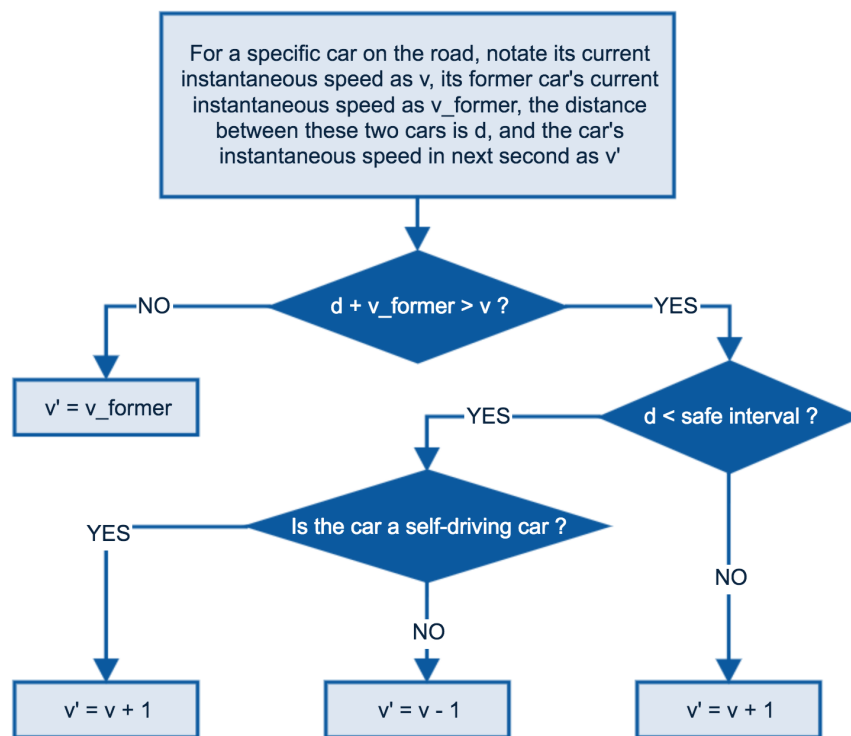 For a specific car on the road, notate its current
instantaneous speed as v, its former car's current
instantaneous speed as v_former, the distance
between these two cars is d, and the car's
instantaneous speed in next second as v'
d + v_former > v ?
NO
YES
v' = v_former
d < safe interval ?
YES
Is the car a self-driving car ?
YES
NO
NO
v' = v + 1
v' = v - 1
v' = v + 1